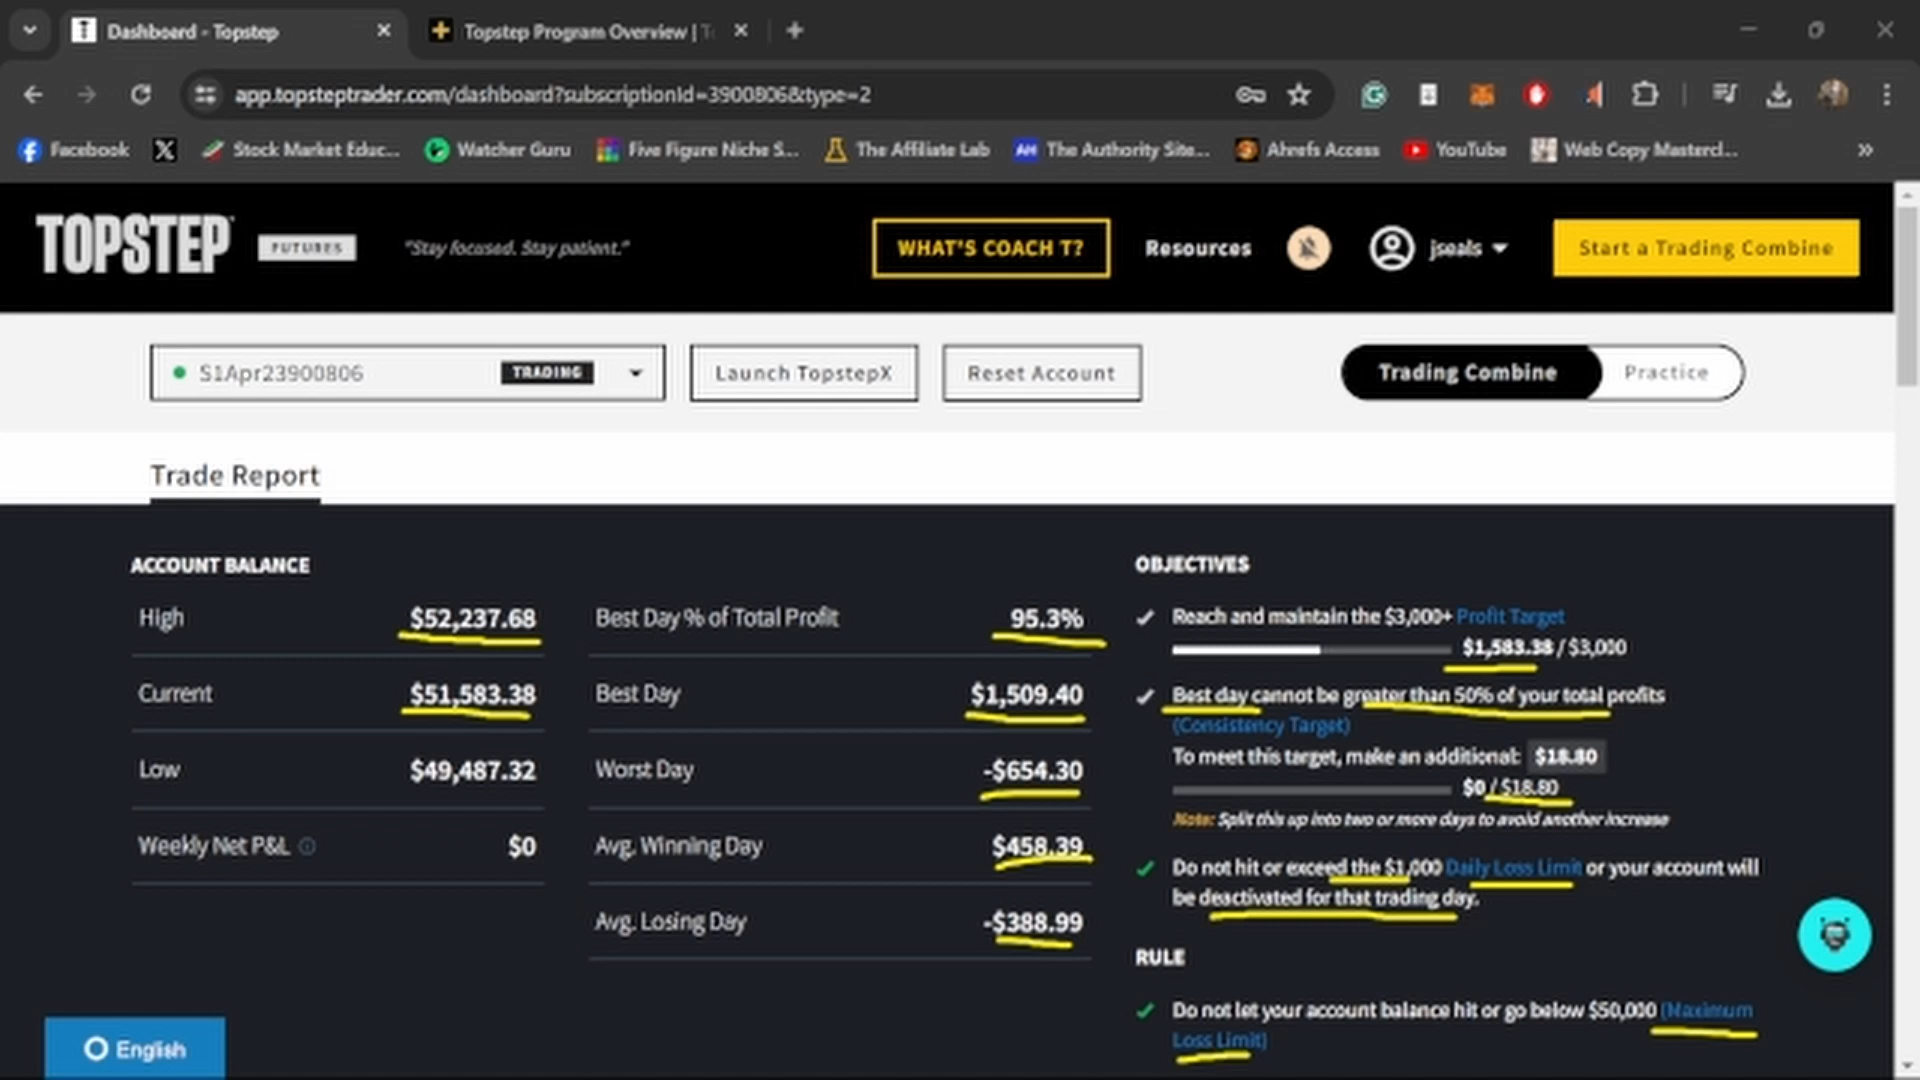 Dashboard - Topstep
Topstep Program Overview | T
app.topsteptrader.com/dashboard?subscriptionId=3900806&type=2
Facebook
Stock Market Educ...
Watcher Guru
Five Figure Niche S...
The Affiliate Lab
AH The Authority Site...
Ahrefs Access
YouTube
Web Copy Mastercl...
TOPSTEP
FUTURES
"Stay focused. Stay patient."
WHAT'S COACH T?
Resources
jseals
Start a Trading Combine
S1Apr23900806
TRADING
Launch TopstepX
Reset Account
Trading Combine
Practice
Trade Report
ACCOUNT BALANCE
High $52,237.68
Current $51,583.38
Low $49,487.32
Weekly Net P&L $0
Best Day % of Total Profit 95.3%
Best Day $1,509.40
Worst Day -$654.30
Avg. Winning Day $458.39
Avg. Losing Day -$388.99
OBJECTIVES
Reach and maintain the $3,000+ Profit Target
$1,583.38 / $3,000
Best day cannot be greater than 50% of your total profits
(Consistency Target)
To meet this target, make an additional: $18.80
$0 / $18.80
Note: Split this up into two or more days to avoid another increase
Do not hit or exceed the $1,000 Daily Loss Limit or your account will
be deactivated for that trading day.
RULE
Do not let your account balance hit or go below $50,000 (Maximum
Loss Limit)
English